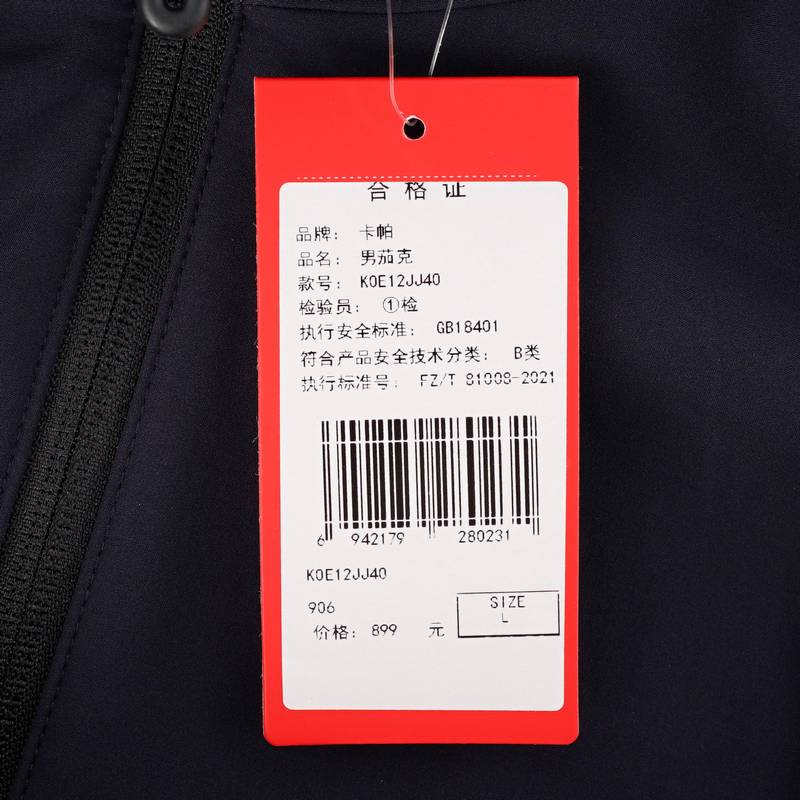 合格证
品牌: 卡帕
品名: 男茄克
款号: K0E12JJ40
检验员: ①检
执行安全标准: GB18401
符合产品安全技术分类: B类
执行标准号: FZ/T 81008-2021
6 942179 280231
K0E12JJ40
906
SIZE
L
价格: 899 元